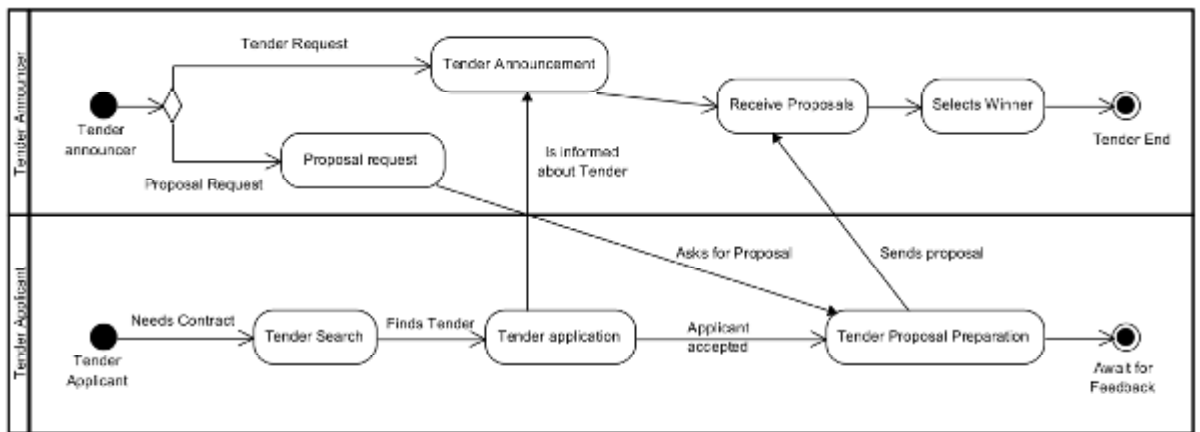 Tender Announcer
Tender Request
Tender Announcement
Tender
announcer
Receive Proposals
Selects Winner
Tender End
Proposal request
Proposal Request
Is informed
about Tender
Tender Applicant
Asks for Proposal
Sends proposal
Needs Contract
Tender
Applicant
Tender Search
Finds Tender
Tender application
Applicant
accepted
Tender Proposal Preparation
Await for
Feedback